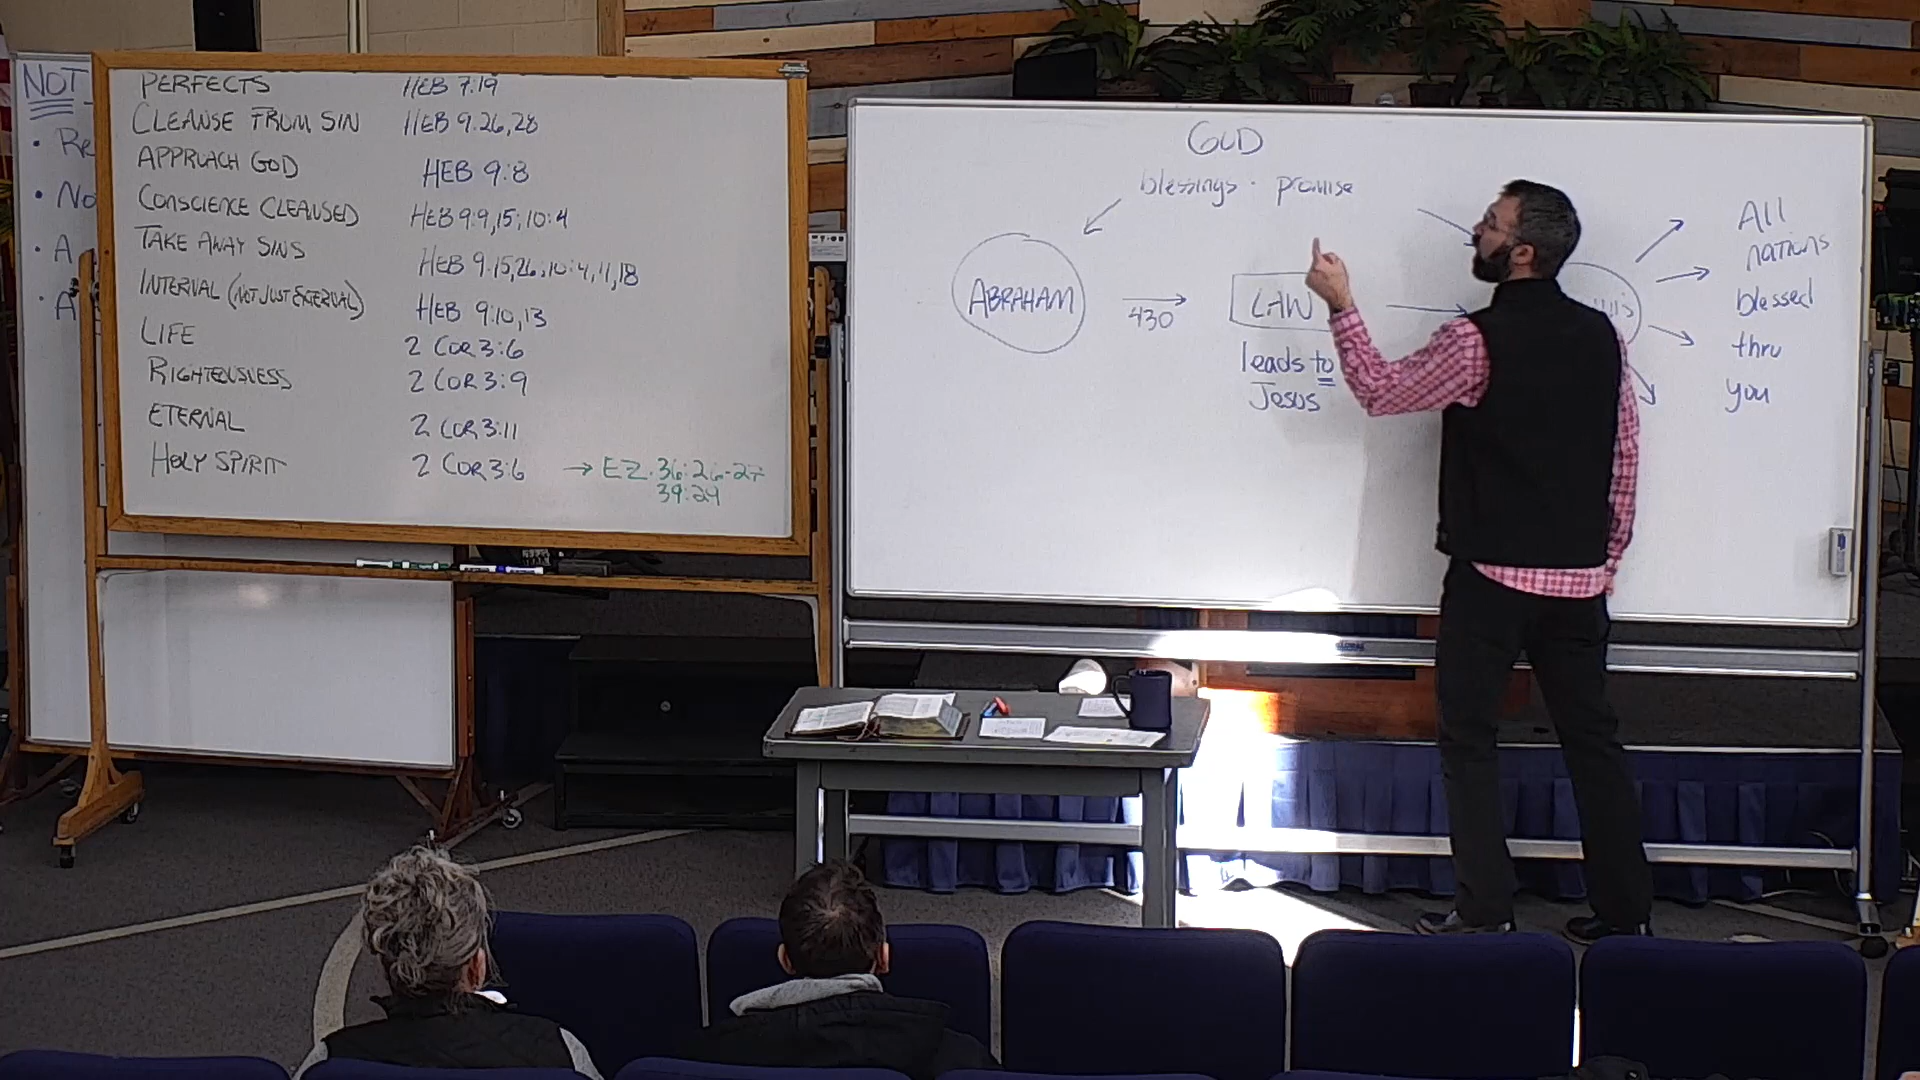 NOT
• Re
• No
• A
• A
PERFECTS HEB 7:19
CLEANSE FROM SIN HEB 9:26,28
APPROACH GOD HEB 9:8
CONSCIENCE CLEANSED HEB 9:9,15; 10:4
TAKE AWAY SINS HEB 9:15,26; 10:4,11,18
INTERNAL (NOT JUST EXTERNAL) HEB 9:10,13
LIFE 2 COR 3:6
RIGHTEOUSNESS 2 COR 3:9
ETERNAL 2 COR 3:11
HOLY SPIRIT 2 COR 3:6 → EZ. 36:26-27
39:29
GOD
blessings · promise
ABRAHAM
430
LAW
leads to
Jesus
All
nations
blessed
thru
you